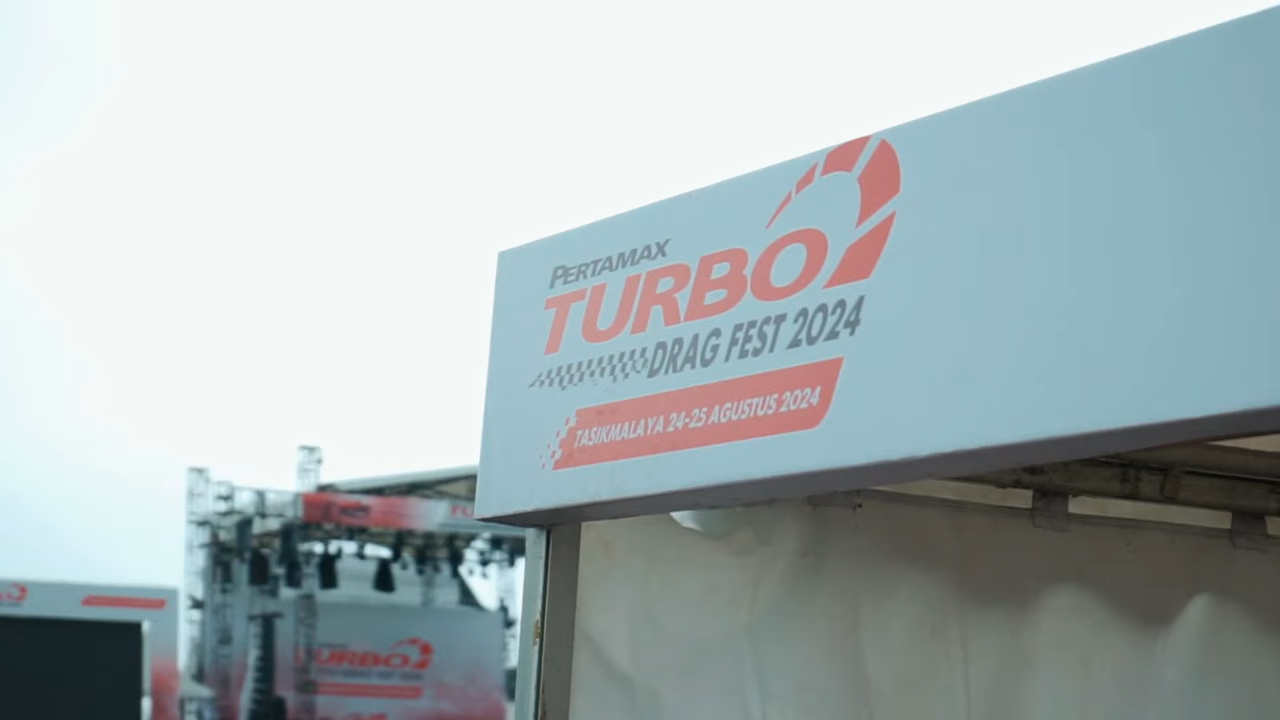 PERTAMAX
TURBO
DRAG FEST 2024
TASIKMALAYA 24-25 AGUSTUS 2024
TURBO